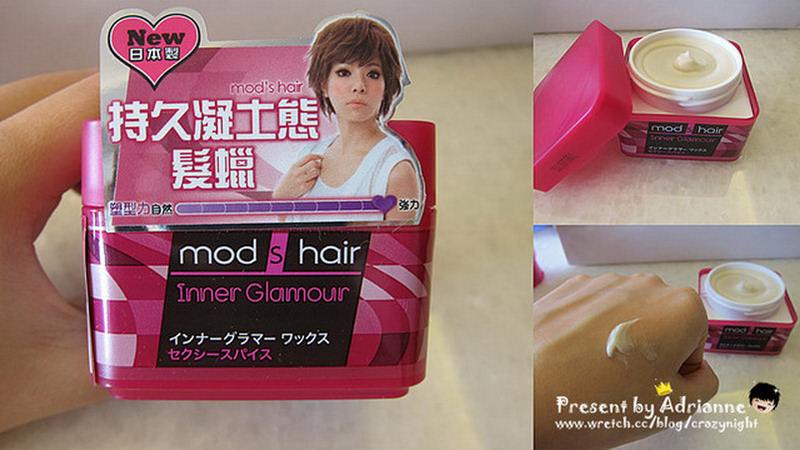 New
日本製
mod's hair
持久凝土態
髮蠟
塑型力 自然 強力
mod s hair
Inner Glamour
インナーグラマー ワックス
セクシースパイス
mod s hair
Inner Glamour
インナーグラマー ワックス
mod s hair
Present by Adrianne
www.wretch.cc/blog/crazynight